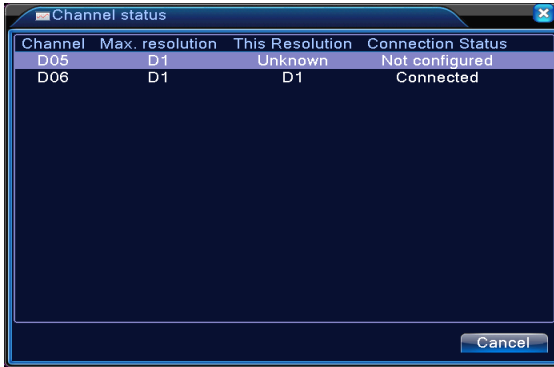 Channel status
Channel Max. resolution This Resolution Connection Status
D05 D1 Unknown Not configured
D06 D1 D1 Connected
Cancel